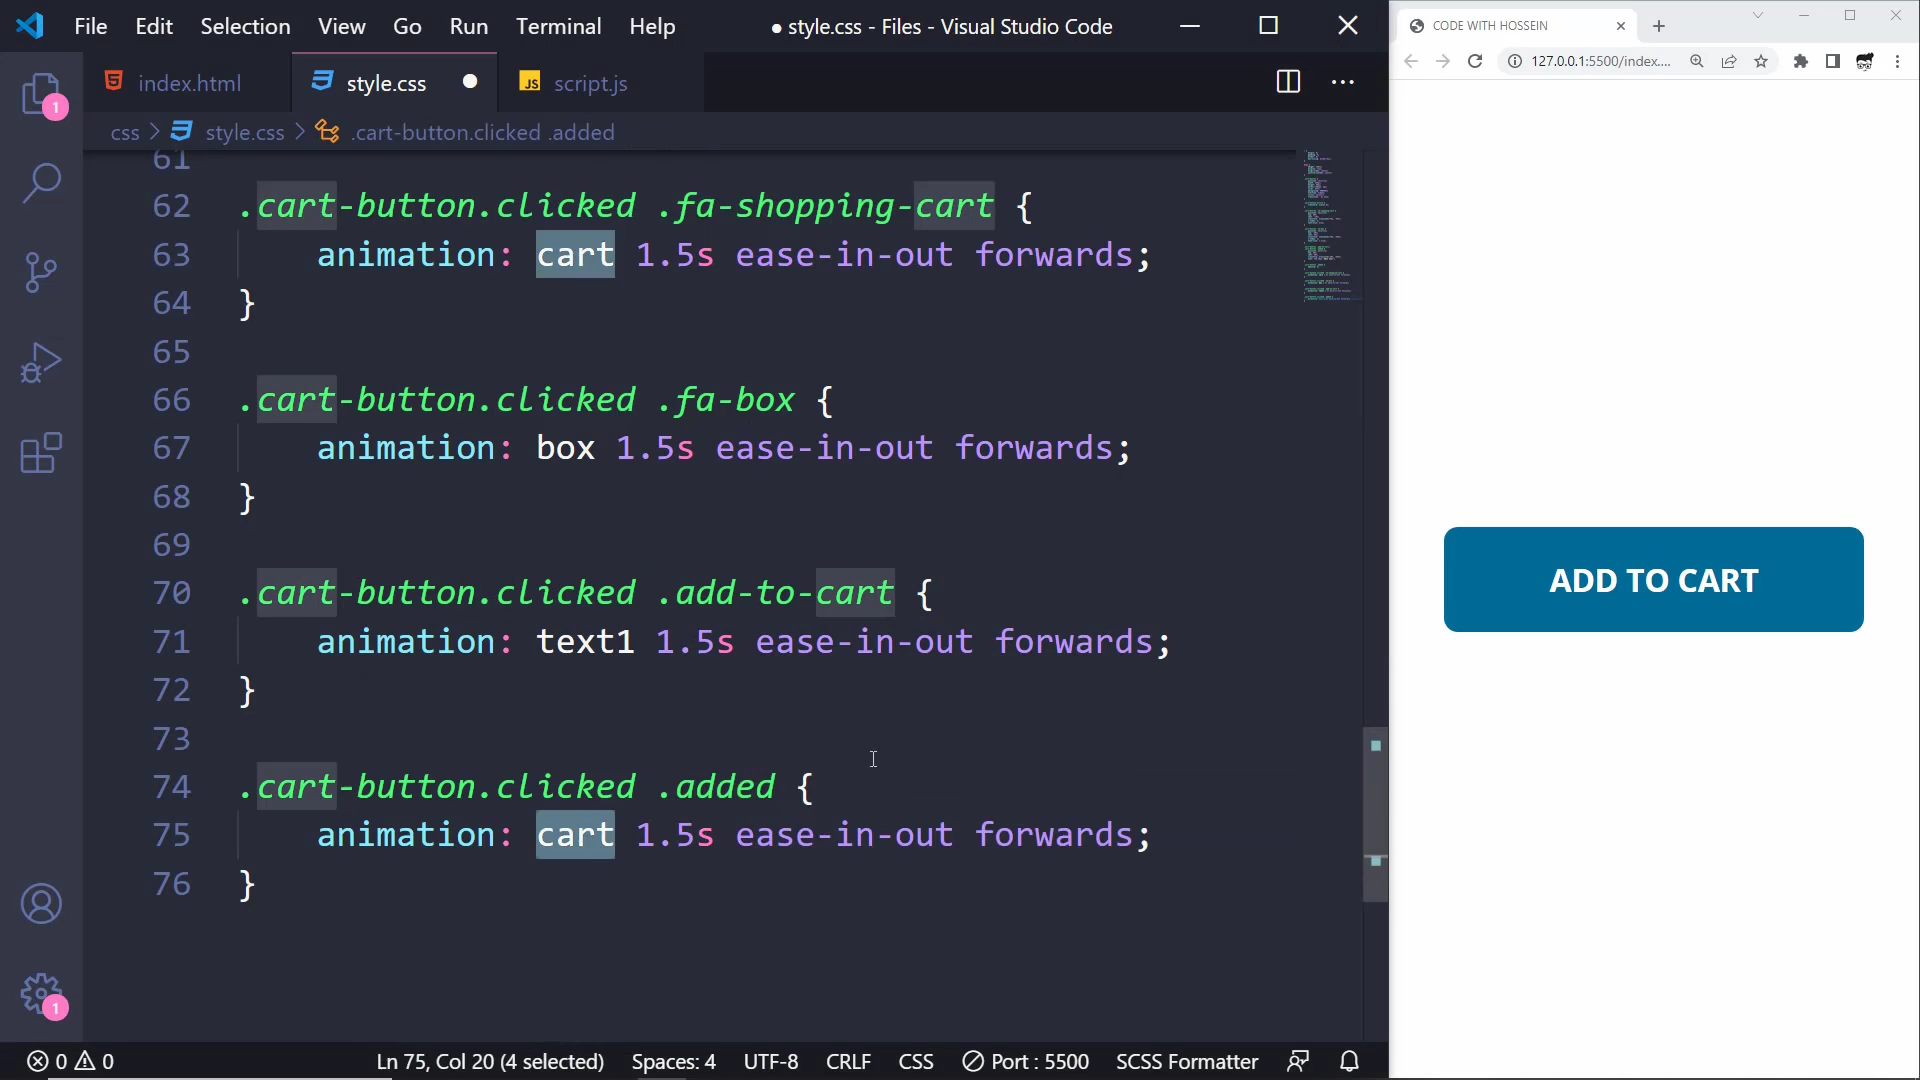 File Edit Selection View Go Run Terminal Help ● style.css - Files - Visual Studio Code
index.html style.css JS script.js
css > style.css > .cart-button.clicked .added
61
62 .cart-button.clicked .fa-shopping-cart {
63 animation: cart 1.5s ease-in-out forwards;
64 }
65
66 .cart-button.clicked .fa-box {
67 animation: box 1.5s ease-in-out forwards;
68 }
69
70 .cart-button.clicked .add-to-cart {
71 animation: text1 1.5s ease-in-out forwards;
72 }
73
74 .cart-button.clicked .added {
75 animation: cart 1.5s ease-in-out forwards;
76 }
1
1
0 0 Ln 75, Col 20 (4 selected) Spaces: 4 UTF-8 CRLF CSS Port : 5500 SCSS Formatter
CODE WITH HOSSEIN
127.0.0.1:5500/index....
ADD TO CART